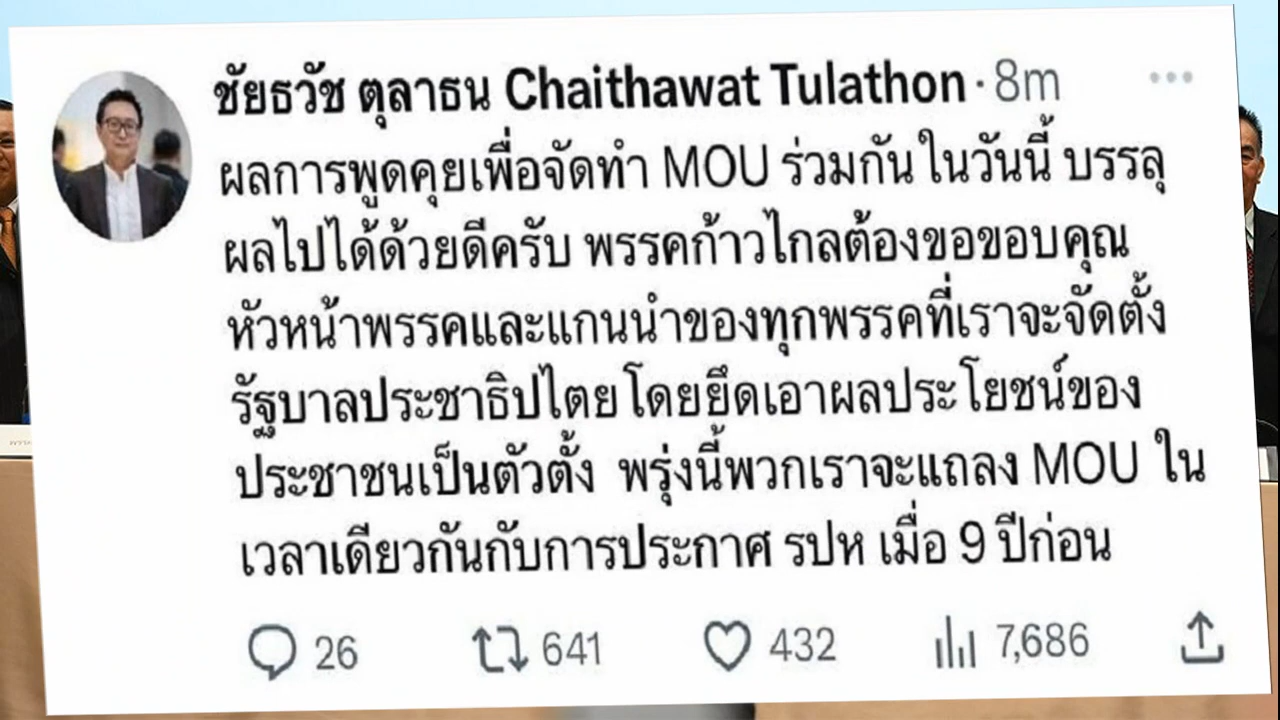 ชัยธวัช ตุลาธน Chaithawat Tulathon · 8m
ผลการพูดคุยเพื่อจัดทำ MOU ร่วมกัน ในวันนี้ บรรลุ
ผลไปได้ด้วยดีครับ พรรคก้าวไกลต้องขอขอบคุณ
หัวหน้าพรรคและแกนนำของทุกพรรคที่เราจะจัดตั้ง
รัฐบาลประชาธิปไตย โดยยึดเอาผลประโยชน์ของ
ประชาชนเป็นตัวตั้ง พรุ่งนี้พวกเราจะแถลง MOU ใน
เวลาเดียวกันกับการประกาศ รปห เมื่อ 9 ปีก่อน
26 641 432 7,686